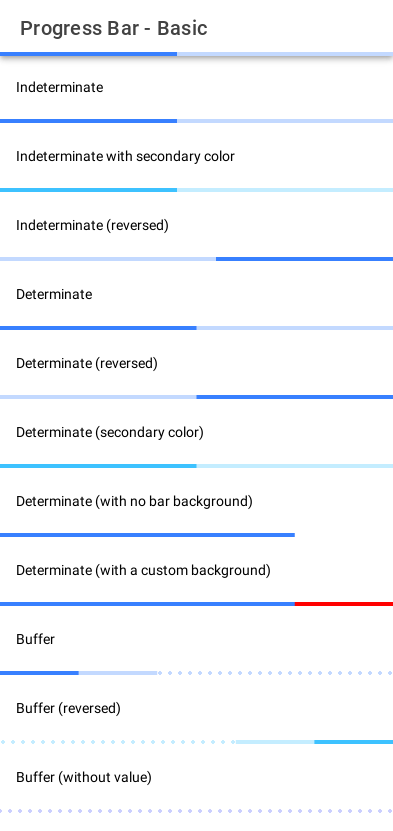 Progress Bar - Basic
Indeterminate
Indeterminate with secondary color
Indeterminate (reversed)
Determinate
Determinate (reversed)
Determinate (secondary color)
Determinate (with no bar background)
Determinate (with a custom background)
Buffer
Buffer (reversed)
Buffer (without value)